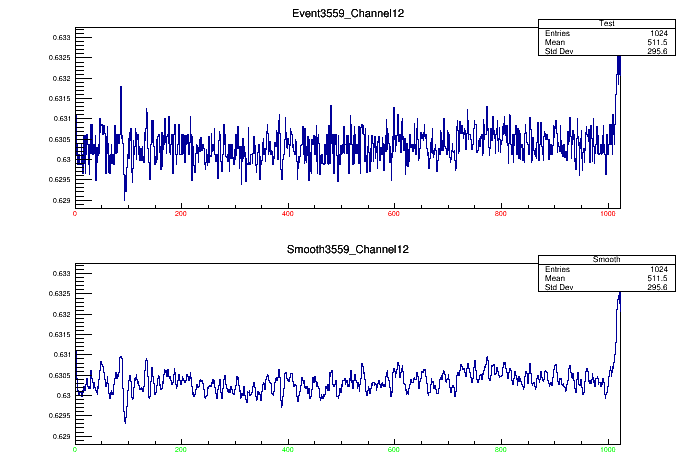 Event3559_Channel12
Test
Entries 1024
Mean 511.5
Std Dev 295.6
0.633
0.6325
0.632
0.6315
0.631
0.6305
0.63
0.6295
0.629
0 200 400 600 800 1000
Smooth3559_Channel12
Smooth
Entries 1024
Mean 511.5
Std Dev 295.6
0.633
0.6325
0.632
0.6315
0.631
0.6305
0.63
0.6295
0.629
0 200 400 600 800 1000